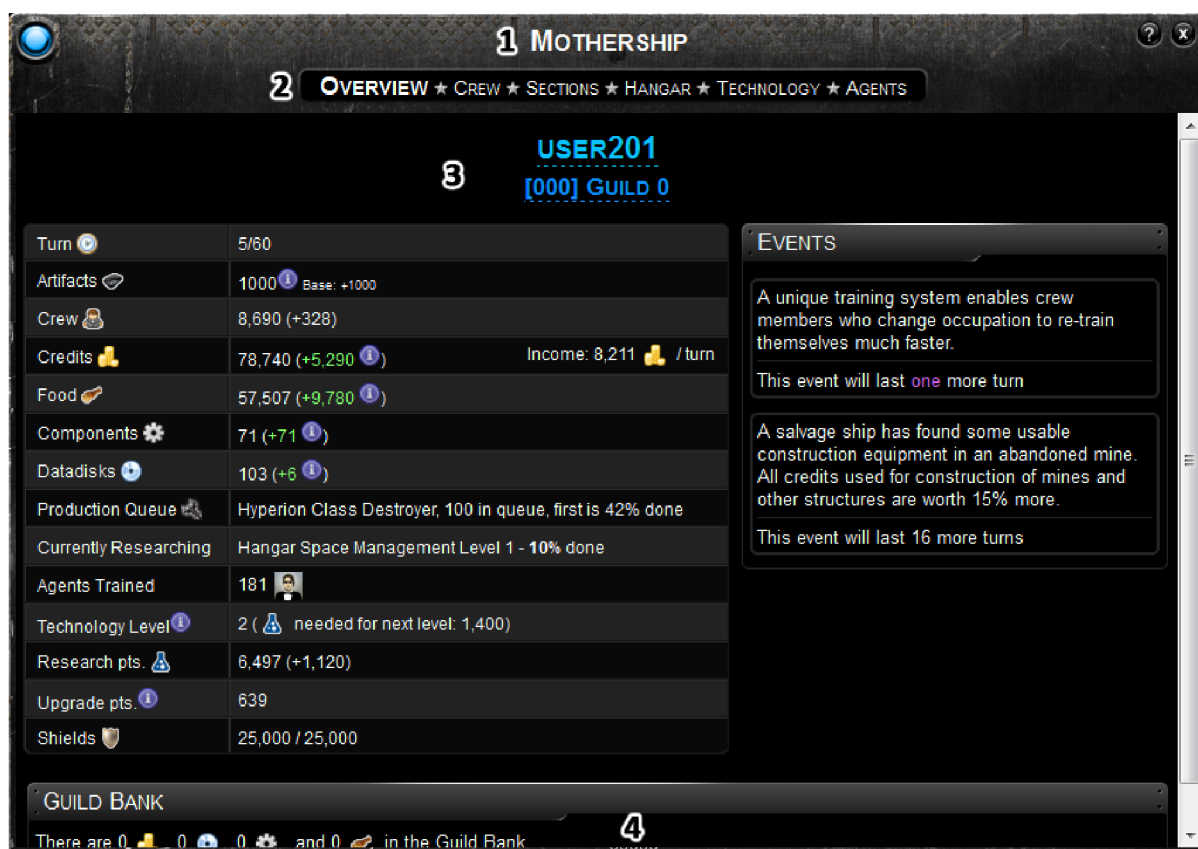 1 MOTHERSHIP
? X
2 OVERVIEW ★ CREW ★ SECTIONS ★ HANGAR ★ TECHNOLOGY ★ AGENTS
USER201
3
[000] GUILD 0
Turn 5/60
Artifacts 1000 i Base: +1000
Crew 8,690 (+328)
Credits 78,740 (+5,290 i) Income: 8,211 / turn
Food 57,507 (+9,780 i)
Components 71 (+71 i)
Datadisks 103 (+6 i)
Production Queue Hyperion Class Destroyer, 100 in queue, first is 42% done
Currently Researching Hangar Space Management Level 1 - 10% done
Agents Trained 181
Technology Level i 2 ( needed for next level: 1,400)
Research pts. 6,497 (+1,120)
Upgrade pts. i 639
Shields 25,000 / 25,000
EVENTS
A unique training system enables crew
members who change occupation to re-train
themselves much faster.
This event will last one more turn
A salvage ship has found some usable
construction equipment in an abandoned mine.
All credits used for construction of mines and
other structures are worth 15% more.
This event will last 16 more turns
GUILD BANK
There are 0, 0, 0, and 0 in the Guild Bank
4